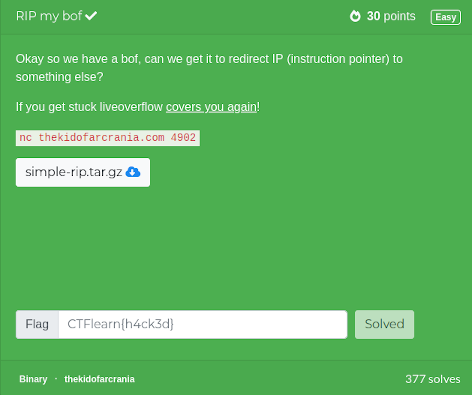 RIP my bof
30 points
Easy
Okay so we have a bof, can we get it to redirect IP (instruction pointer) to
something else?
If you get stuck liveoverflow covers you again!
nc thekidofarcrania.com 4902
simple-rip.tar.gz
Flag
CTFlearn{h4ck3d}
Solved
Binary · thekidofarcrania
377 solves